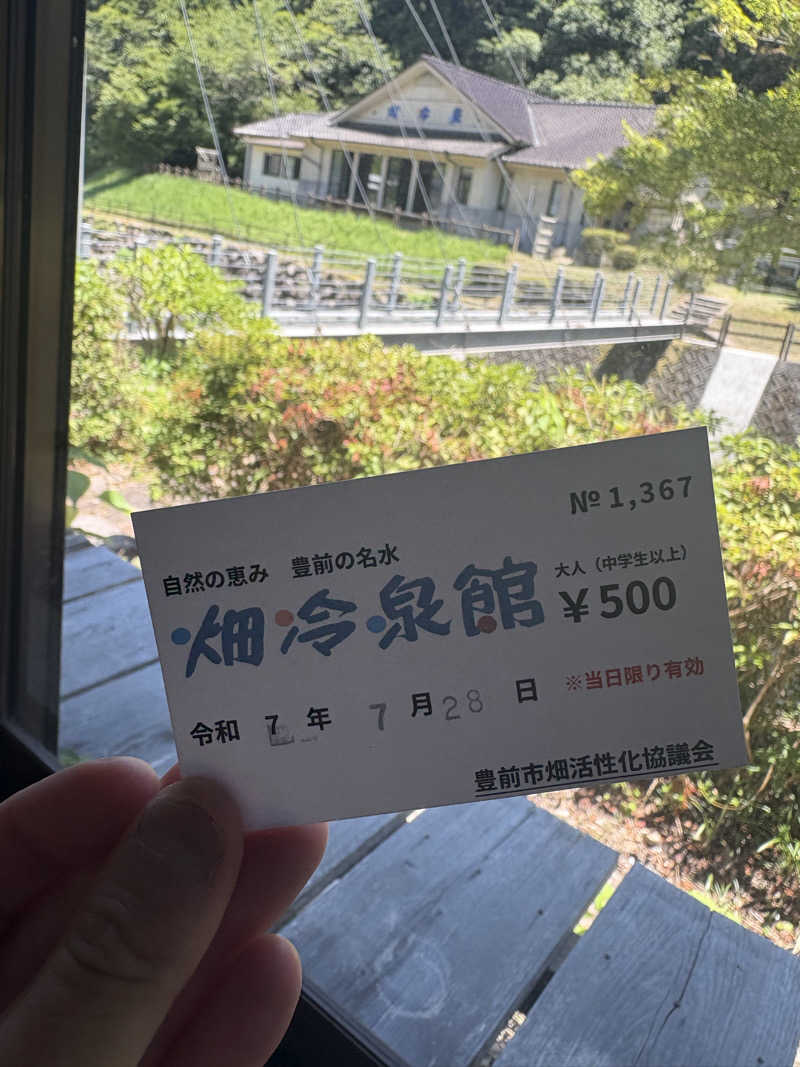 № 1,367
自然の恵み　豊前の名水
畑冷泉館
大人（中学生以上）
￥500
※当日限り有効
令和 7 年 7 月 28 日
豊前市畑活性化協議会